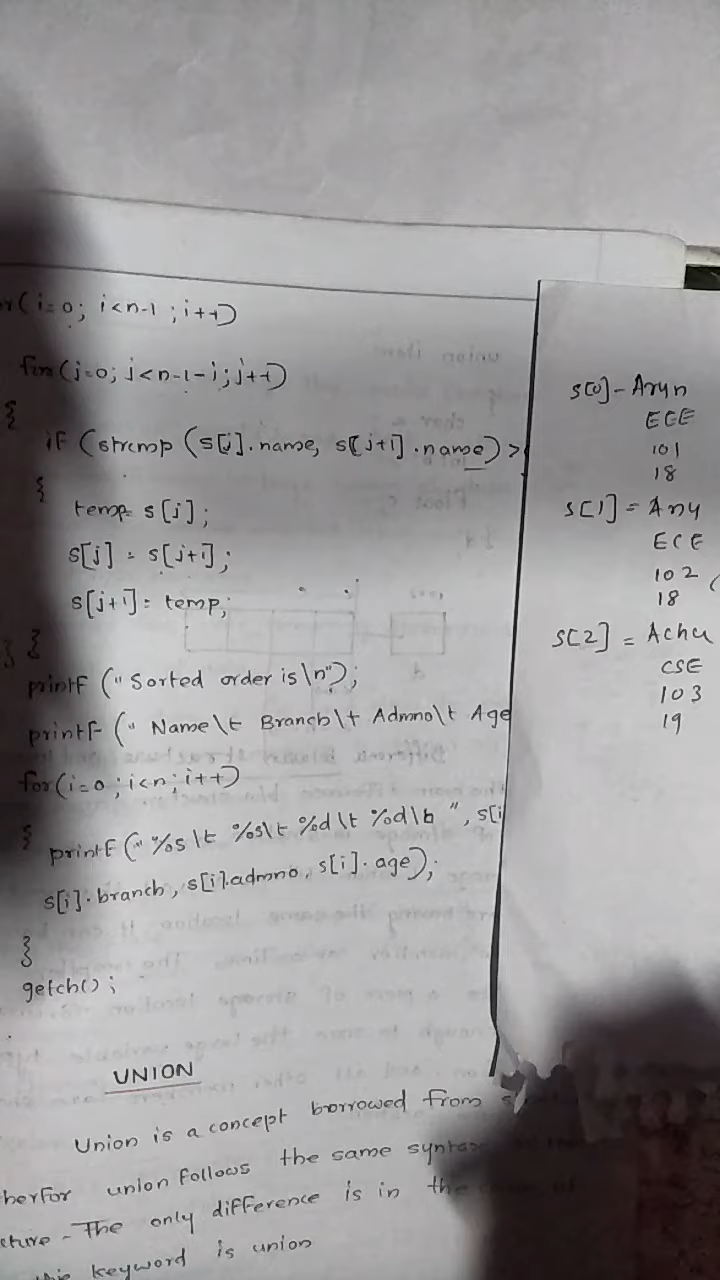 (i=0; i<n-1 ; i++)
for(j=0; j<n-1-i; j++)
{
if (strcmp (s[j].name, s[j+1].name) >
{
temp= s[j];
s[j] = s[j+1];
s[j+1]= temp;
} }
printf ("Sorted order is\n");
printf (" Name\t Branch\t Admno\t Age
for(i=0 ; i<n; i++)
{ printf (" %s \t %s\t %d \t %d\b ", s[i
s[i].branch, s[i].admno, s[i].age);
}
getch();
UNION
Union is a concept borrowed from
union follows the same
The only difference is in the
keyword is union
s[0]- Arun
ECE
101
18
s[1] = Anu
ECE
102 (
18
s[2] = Achu
CSE
103
19